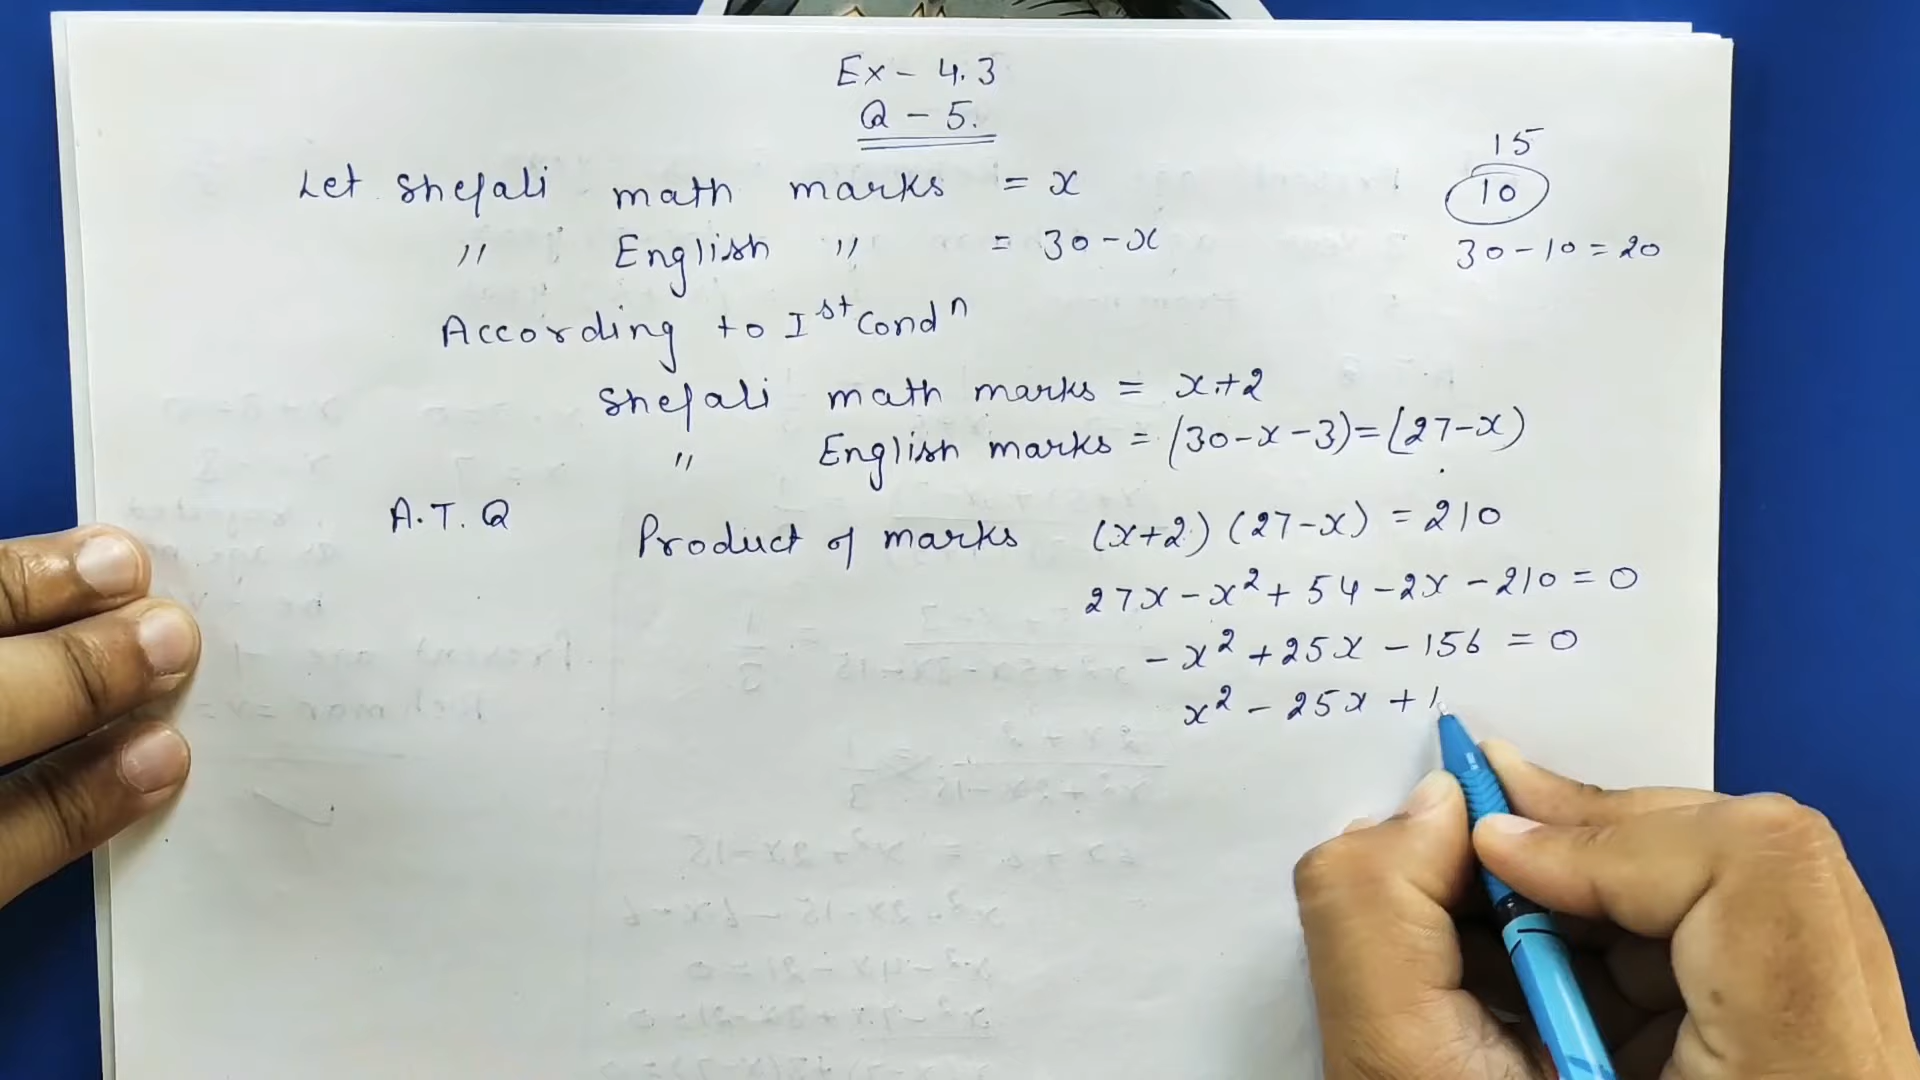 Ex - 4.3
Q - 5.
Let Shefali math marks = x
" English " = 30-x
According to Ist Condn
Shefali math marks = x+2
" English marks = (30-x-3)=(27-x)
A.T.Q Product of marks (x+2)(27-x) = 210
27x - x² + 54 - 2x - 210 = 0
- x² + 25x - 156 = 0
x² - 25x + 1
15
10
30-10=20